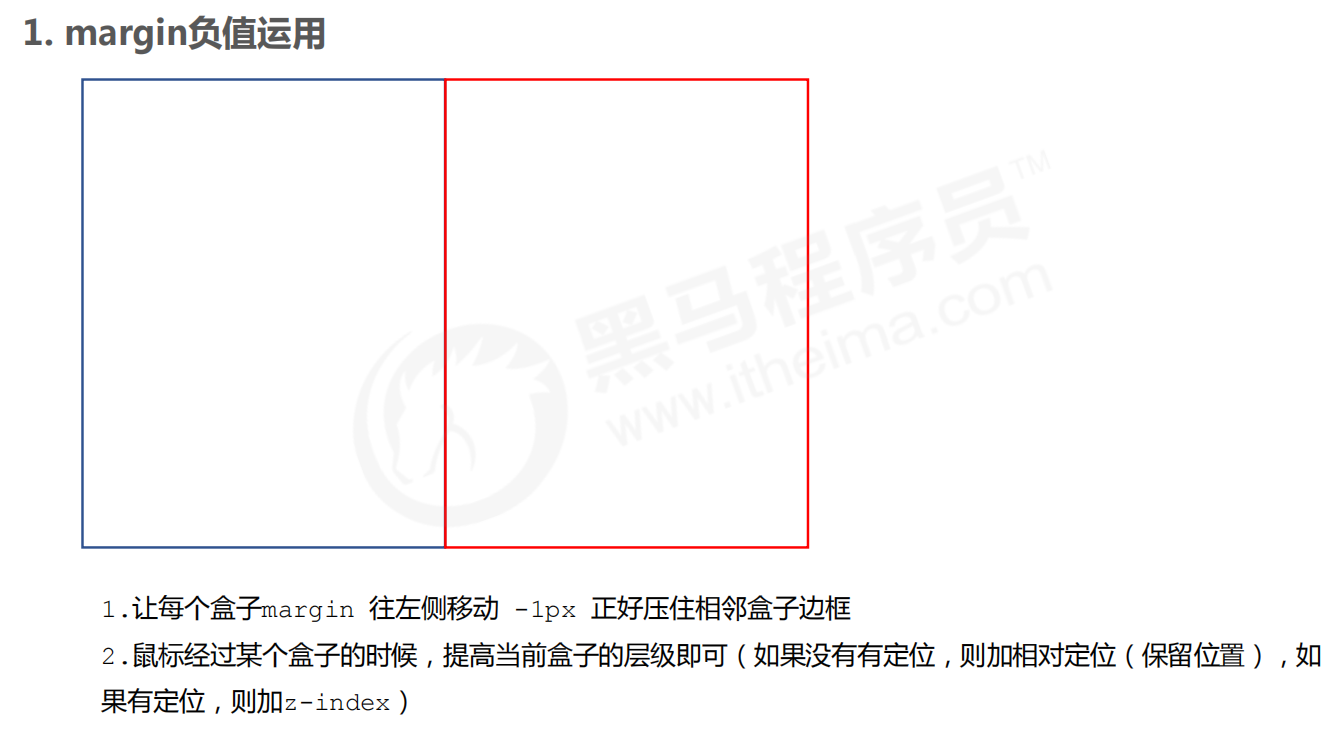 1. margin负值运用
黑马程序员™
www.itheima.com
1.让每个盒子margin 往左侧移动 -1px 正好压住相邻盒子边框
2.鼠标经过某个盒子的时候，提高当前盒子的层级即可（如果没有有定位，则加相对定位（保留位置），如
果有定位，则加z-index）